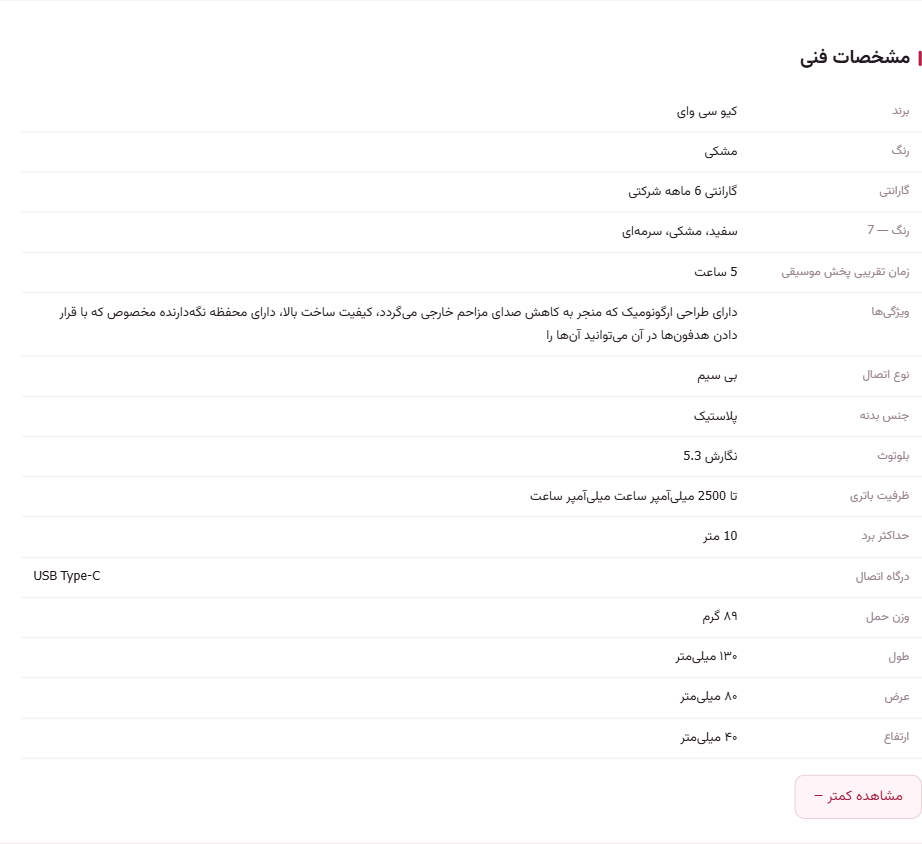 مشخصات فنی
برند کیو سی وای
رنگ مشکی
گارانتی گارانتی 6 ماهه شرکتی
رنگ — 7 سفید، مشکی، سرمه‌ای
زمان تقریبی پخش موسیقی 5 ساعت
ویژگی‌ها دارای طراحی ارگونومیک که منجر به کاهش صدای مزاحم خارجی می‌گردد، کیفیت ساخت بالا، دارای محفظه نگه‌دارنده مخصوص که با قرار
دادن هدفون‌ها در آن می‌توانید آن‌ها را
نوع اتصال بی سیم
جنس بدنه پلاستیک
بلوتوث نگارش 5.3
ظرفیت باتری تا 2500 میلی‌آمپر ساعت میلی‌آمپر ساعت
حداکثر برد 10 متر
درگاه اتصال USB Type-C
وزن حمل ۸۹ گرم
طول ۱۳۰ میلی‌متر
عرض ۸۰ میلی‌متر
ارتفاع ۴۰ میلی‌متر
مشاهده کمتر −